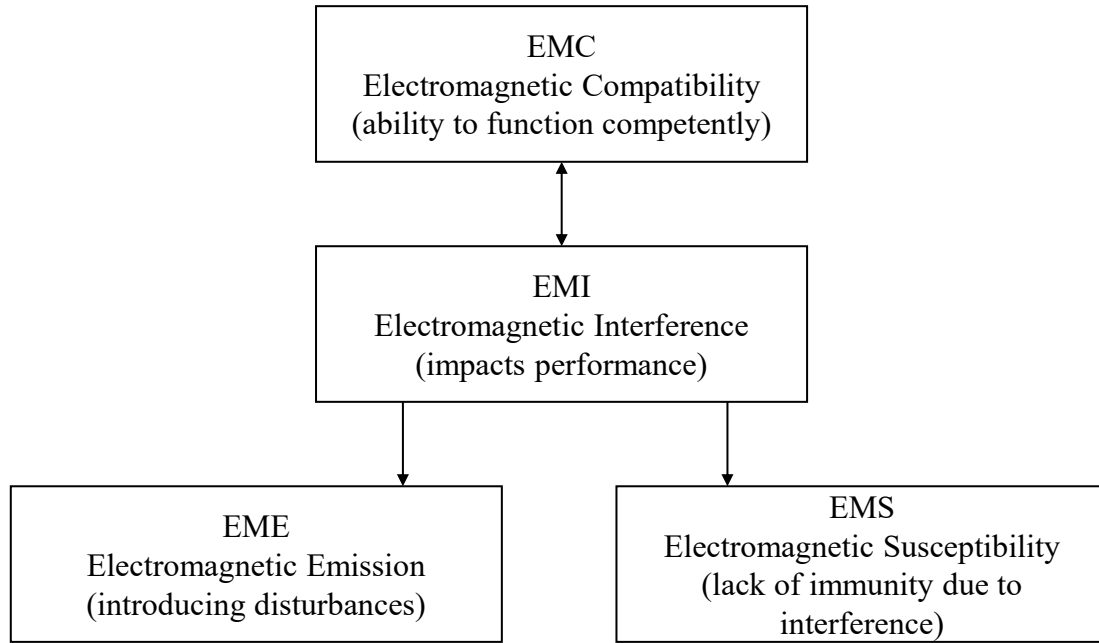 EMC
Electromagnetic Compatibility
(ability to function competently)
EMI
Electromagnetic Interference
(impacts performance)
EME
Electromagnetic Emission
(introducing disturbances)
EMS
Electromagnetic Susceptibility
(lack of immunity due to
interference)